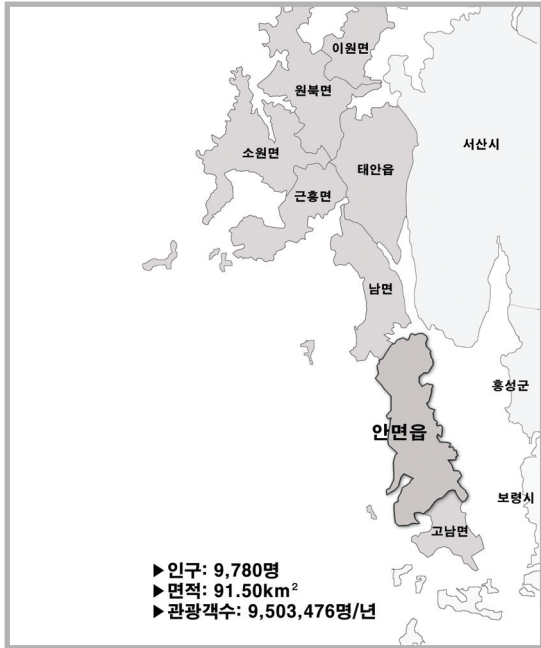 이원면
원북면
서산시
소원면
태안읍
근흥면
남면
홍성군
안면읍
보령시
고남면
▶인구: 9,780명
▶면적: 91.50km²
▶관광객수: 9,503,476명/년